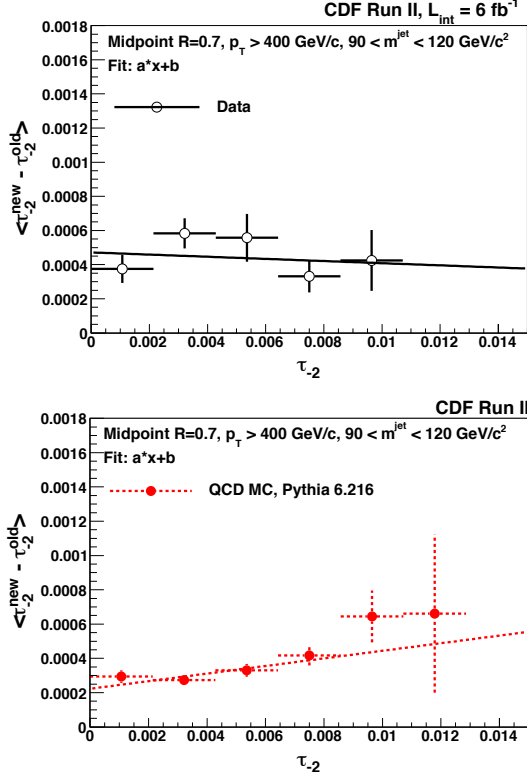 CDF Run II, L_int = 6 fb^-1
0.0018
Midpoint R=0.7, p_T > 400 GeV/c, 90 < m^jet < 120 GeV/c^2
Fit: a*x+b
Data
0.0016
0.0014
0.0012
0.001
0.0008
0.0006
0.0004
0.0002
0
<τ_-2^new - τ_-2^old>
0 0.002 0.004 0.006 0.008 0.01 0.012 0.014
τ_-2
CDF Run II
0.0018
Midpoint R=0.7, p_T > 400 GeV/c, 90 < m^jet < 120 GeV/c^2
Fit: a*x+b
QCD MC, Pythia 6.216
0.0016
0.0014
0.0012
0.001
0.0008
0.0006
0.0004
0.0002
0
<τ_-2^new - τ_-2^old>
0 0.002 0.004 0.006 0.008 0.01 0.012 0.014
τ_-2